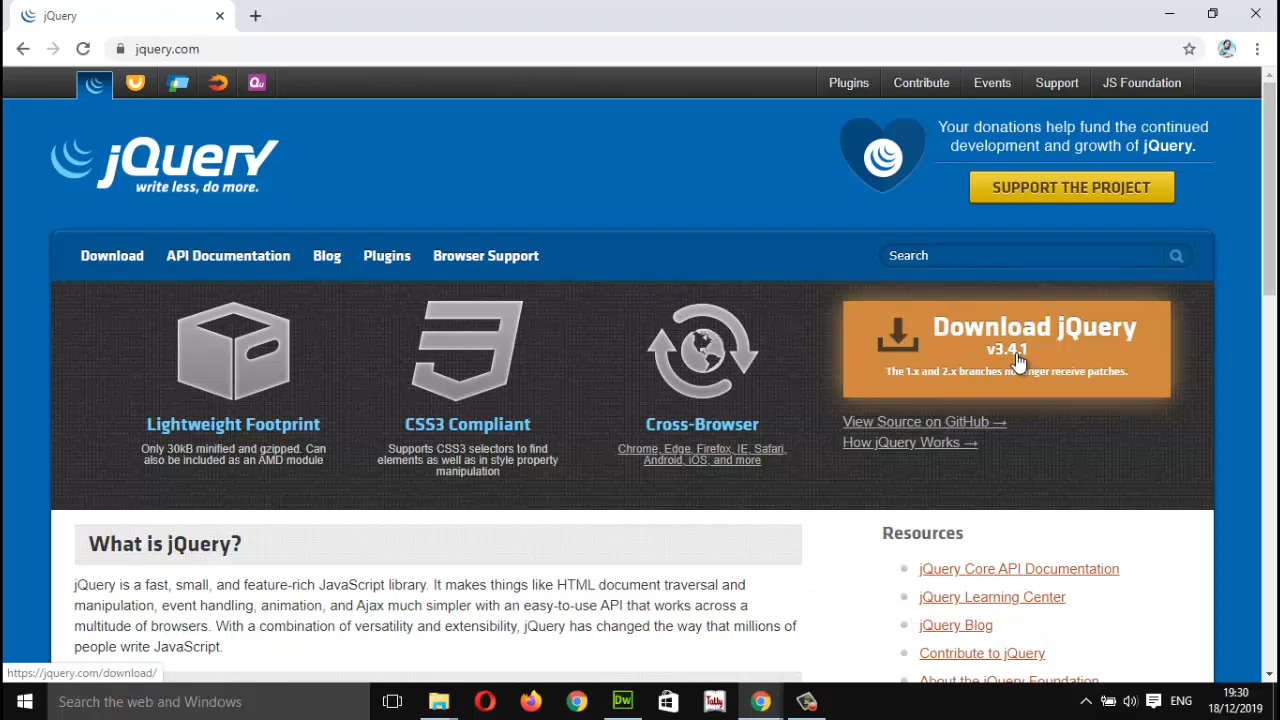 jQuery
jquery.com
Qu
Plugins
Contribute
Events
Support
JS Foundation
jQuery
write less, do more.
Your donations help fund the continued
development and growth of jQuery.
SUPPORT THE PROJECT
Download
API Documentation
Blog
Plugins
Browser Support
Search
Lightweight Footprint
Only 30kB minified and gzipped. Can
also be included as an AMD module
CSS3 Compliant
Supports CSS3 selectors to find
elements as well as in style property
manipulation
Cross-Browser
Chrome, Edge, Firefox, IE, Safari,
Android, iOS, and more
Download jQuery
v3.4.1
The 1.x and 2.x branches no longer receive patches.
View Source on GitHub →
How jQuery Works →
What is jQuery?
jQuery is a fast, small, and feature-rich JavaScript library. It makes things like HTML document traversal and
manipulation, event handling, animation, and Ajax much simpler with an easy-to-use API that works across a
multitude of browsers. With a combination of versatility and extensibility, jQuery has changed the way that millions of
people write JavaScript.
Resources
jQuery Core API Documentation
jQuery Learning Center
jQuery Blog
Contribute to jQuery
About the jQuery Foundation
https://jquery.com/download/
Search the web and Windows
Dw
ENG
19:30
18/12/2019